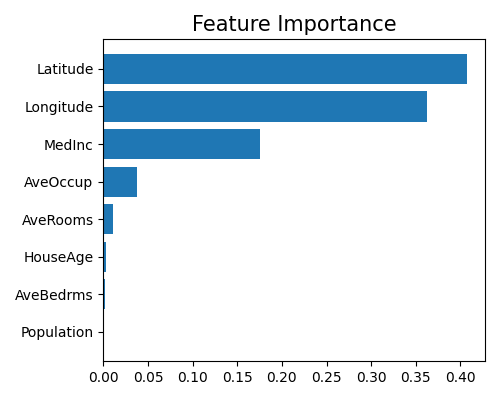 Feature Importance
Latitude
Longitude
MedInc
AveOccup
AveRooms
HouseAge
AveBedrms
Population
0.00 0.05 0.10 0.15 0.20 0.25 0.30 0.35 0.40